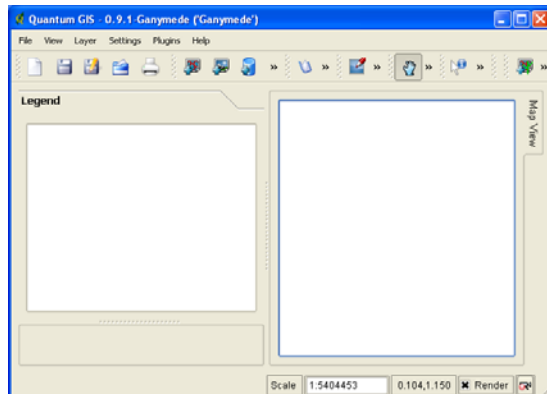 Quantum GIS - 0.9.1-Ganymede ('Ganymede')
File View Layer Settings Plugins Help
Legend
Map View
Scale 1:5404453 0.104,1.150 Render